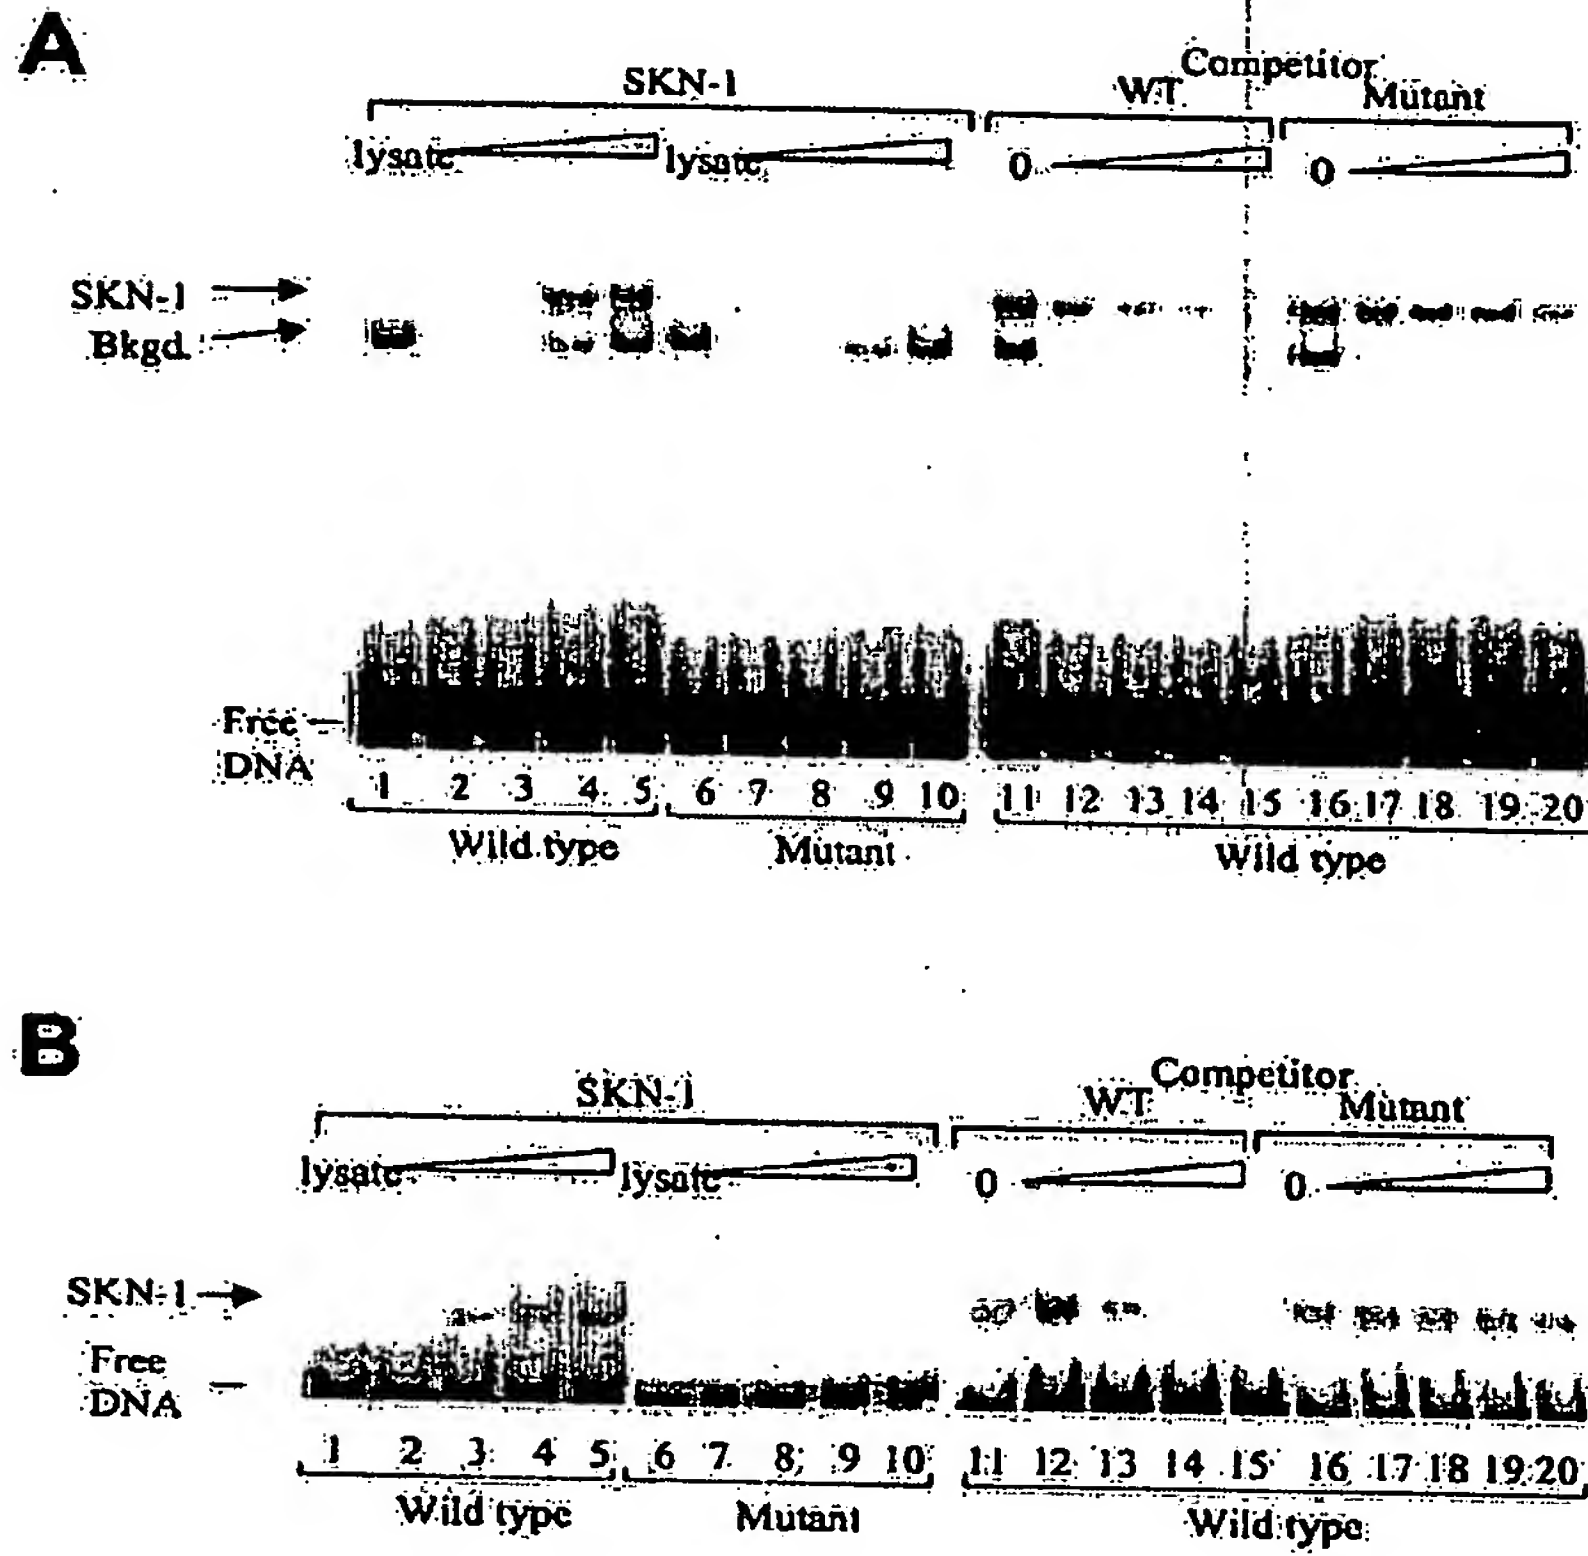 A
Competitor
SKN-1 WT Mutant
lysate lysate 0 0
SKN-1
Bkgd.
Free
DNA
1 2 3 4 5 6 7 8 9 10 11 12 13 14 15 16 17 18 19 20
Wild type Mutant Wild type
B
Competitor
SKN-1 WT Mutant
lysate lysate 0 0
SKN-1
Free
DNA
1 2 3 4 5 6 7 8 9 10 11 12 13 14 15 16 17 18 19 20
Wild type Mutant Wild type